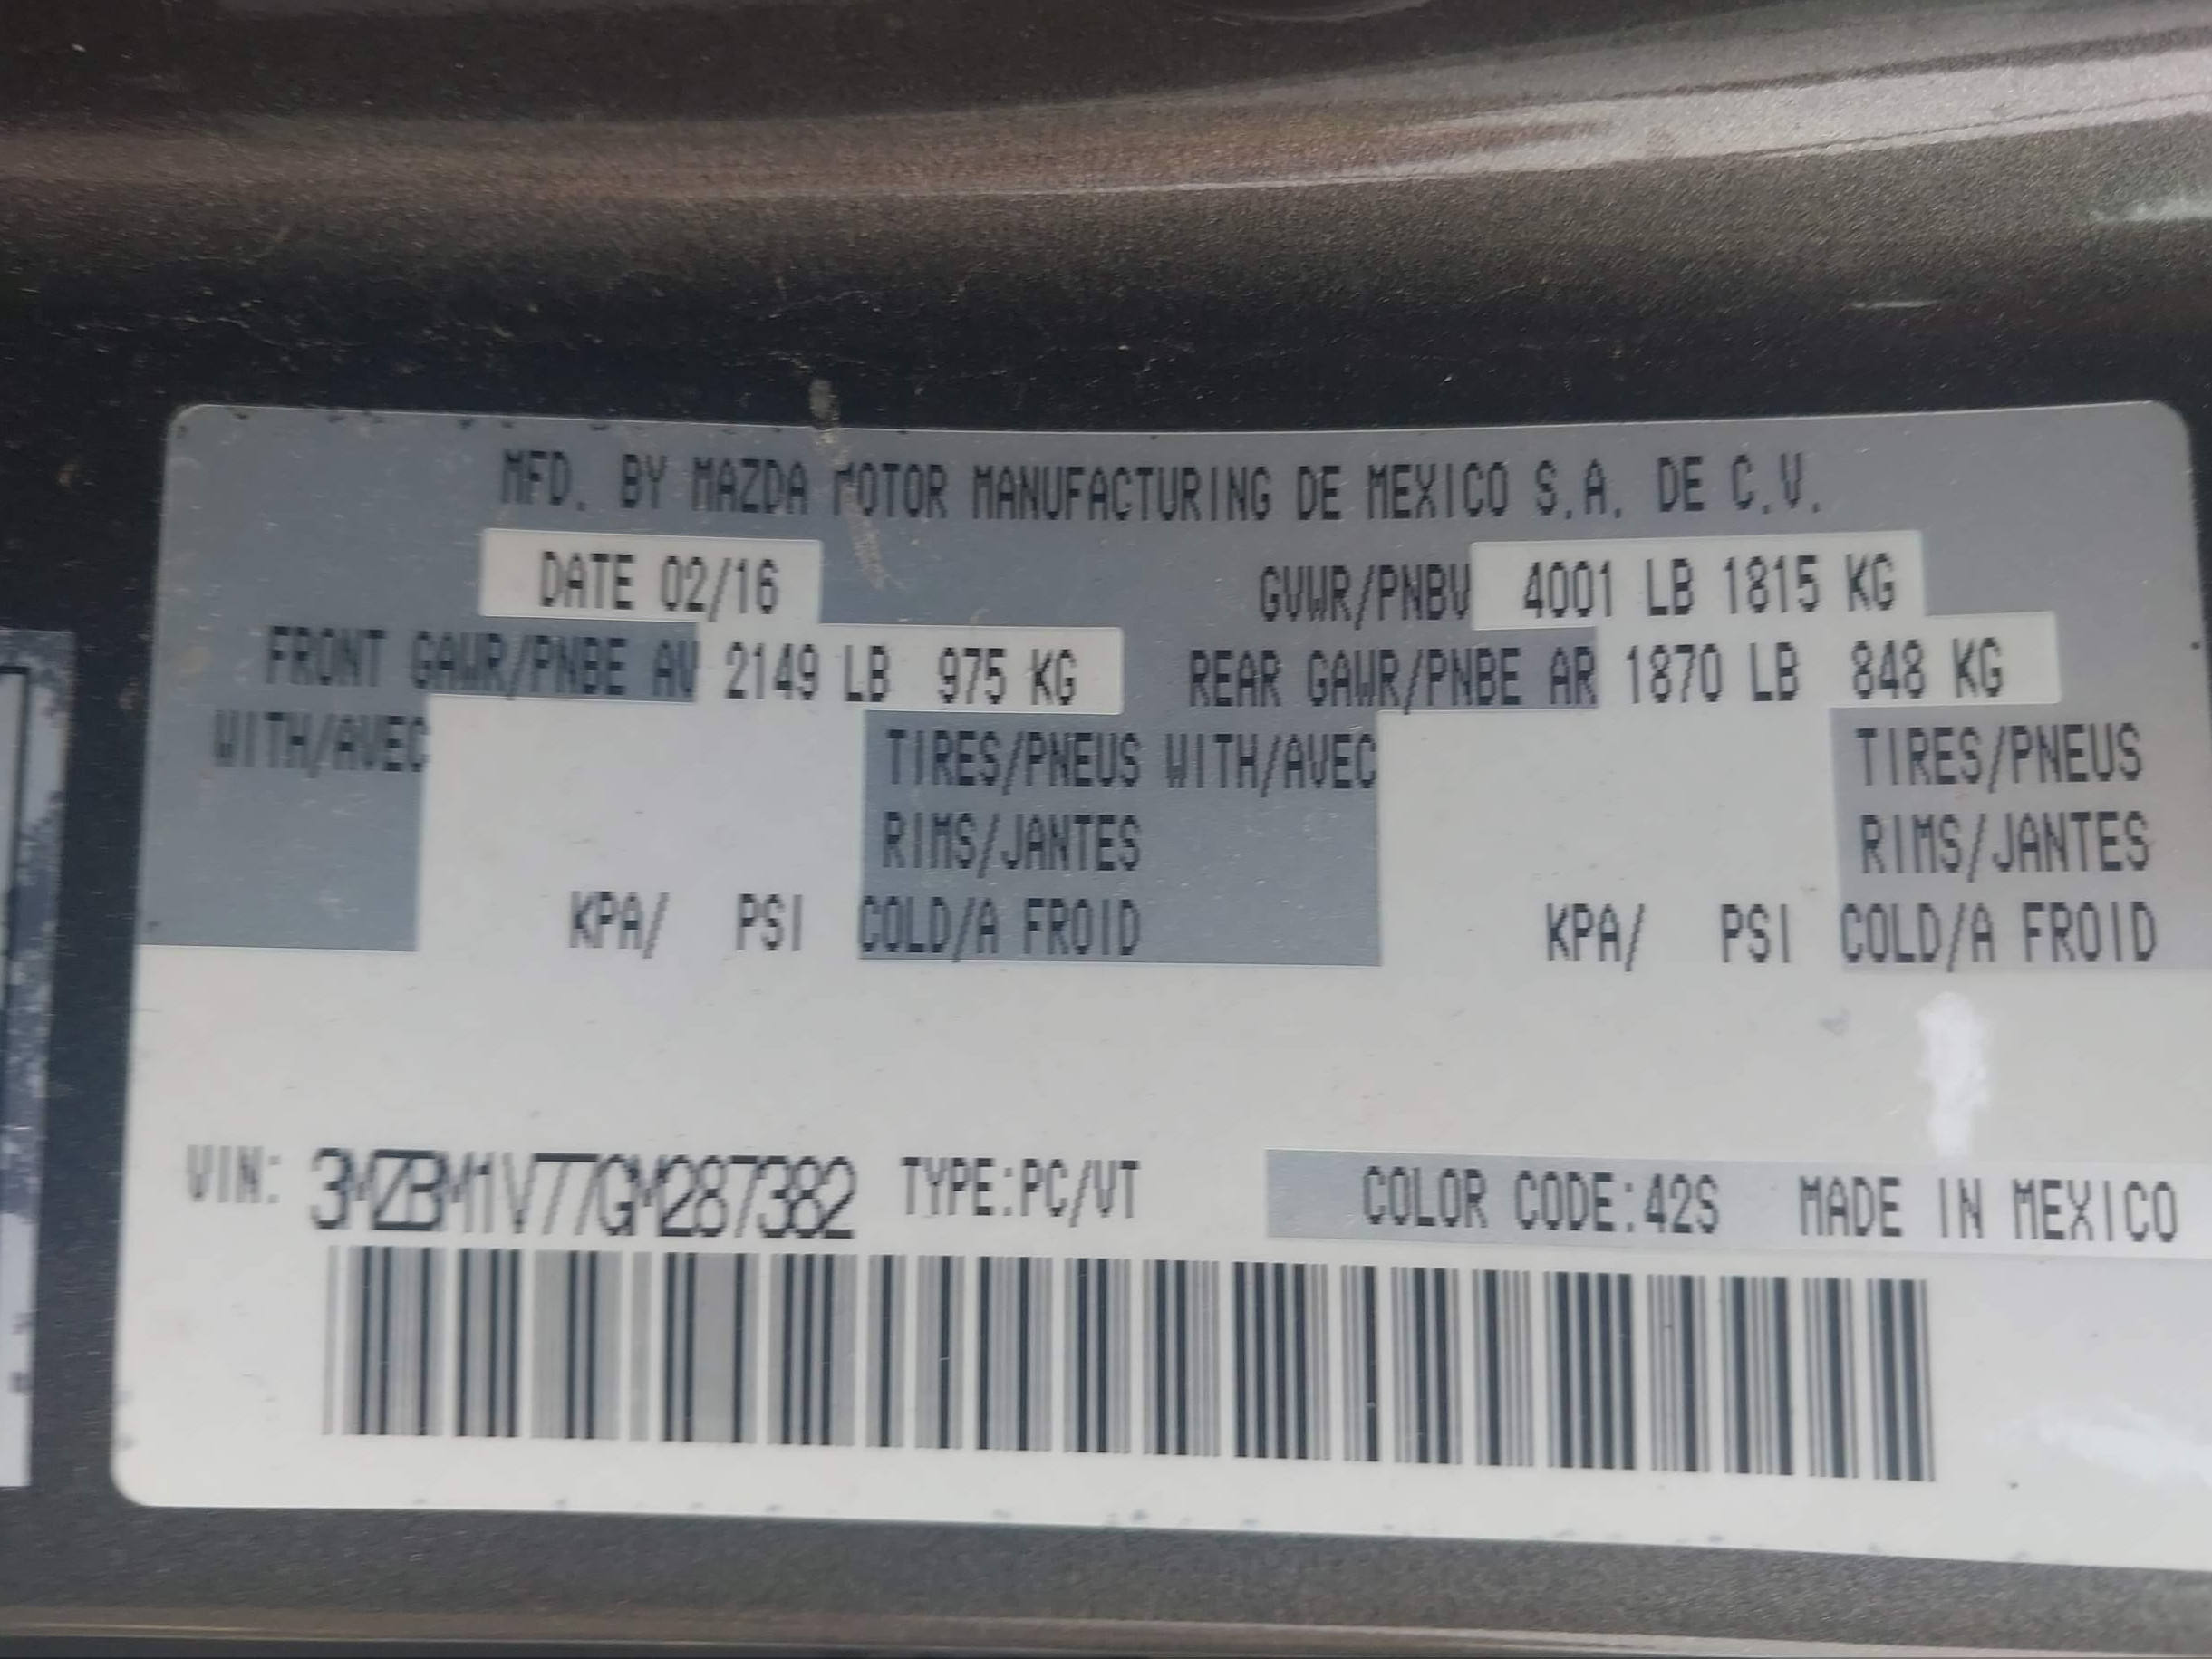 MFD. BY MAZDA MOTOR MANUFACTURING DE MEXICO S.A. DE C.V.
DATE 02/16 GVWR/PNBV 4001 LB 1815 KG
FRONT GAWR/PNBE AV 2149 LB 975 KG REAR GAWR/PNBE AR 1870 LB 848 KG
WITH/AVEC TIRES/PNEUS WITH/AVEC TIRES/PNEUS
RIMS/JANTES RIMS/JANTES
KPA/ PSI COLD/A FROID KPA/ PSI COLD/A FROID
VIN: 3MZBM1V77GM287382 TYPE:PC/VT COLOR CODE:42S MADE IN MEXICO